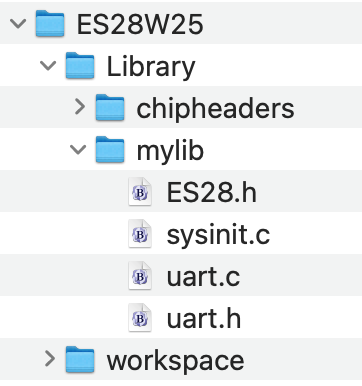 ES28W25
Library
chipheaders
mylib
ES28.h
sysinit.c
uart.c
uart.h
workspace